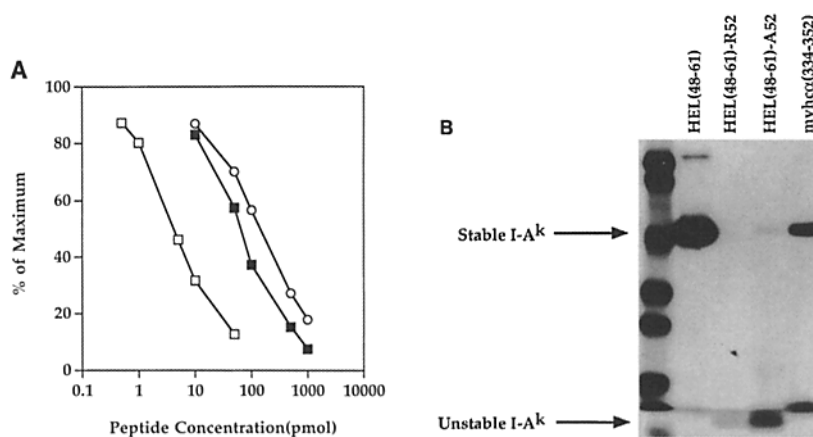 A
100
80
60
40
20
0
% of Maximum
0.1 1 10 100 1000 10000
Peptide Concentration(pmol)
B
HEL(48-61)
HEL(48-61)-R52
HEL(48-61)-A52
myhcα(334-352)
Stable I-Aᵏ
Unstable I-Aᵏ